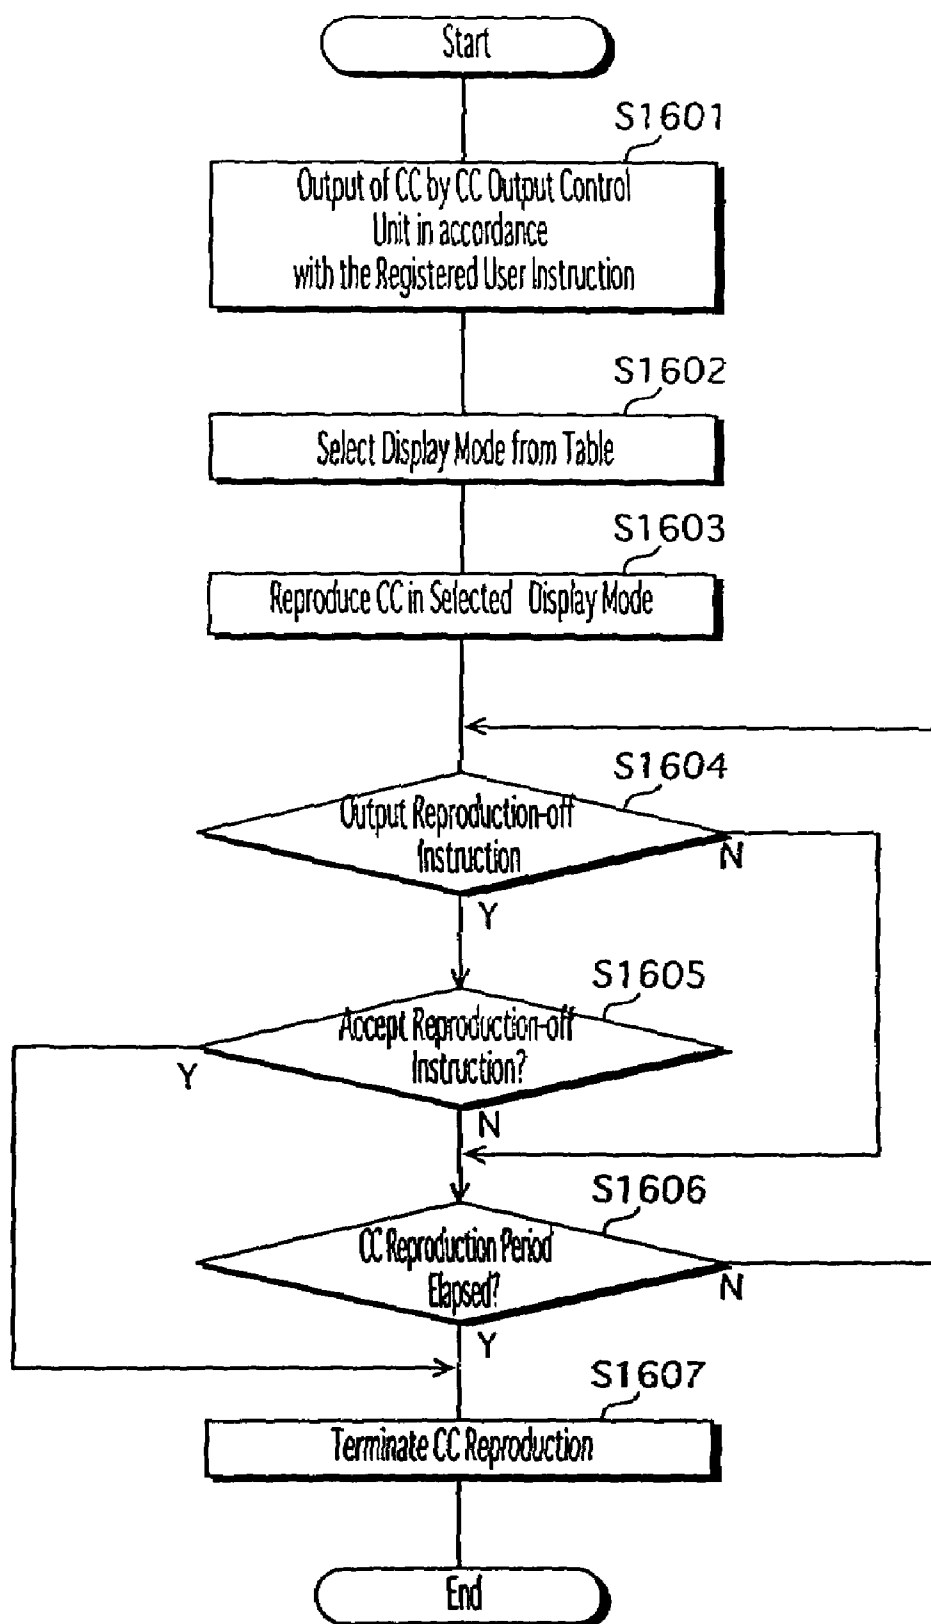 Start
S1601
Output of CC by CC Output Control
Unit in accordance
with the Registered User Instruction
S1602
Select Display Mode from Table
S1603
Reproduce CC in Selected Display Mode
S1604
Output Reproduction-off
Instruction
N
Y
S1605
Accept Reproduction-off
Instruction?
Y
N
S1606
CC Reproduction Period
Elapsed?
N
Y
S1607
Terminate CC Reproduction
End